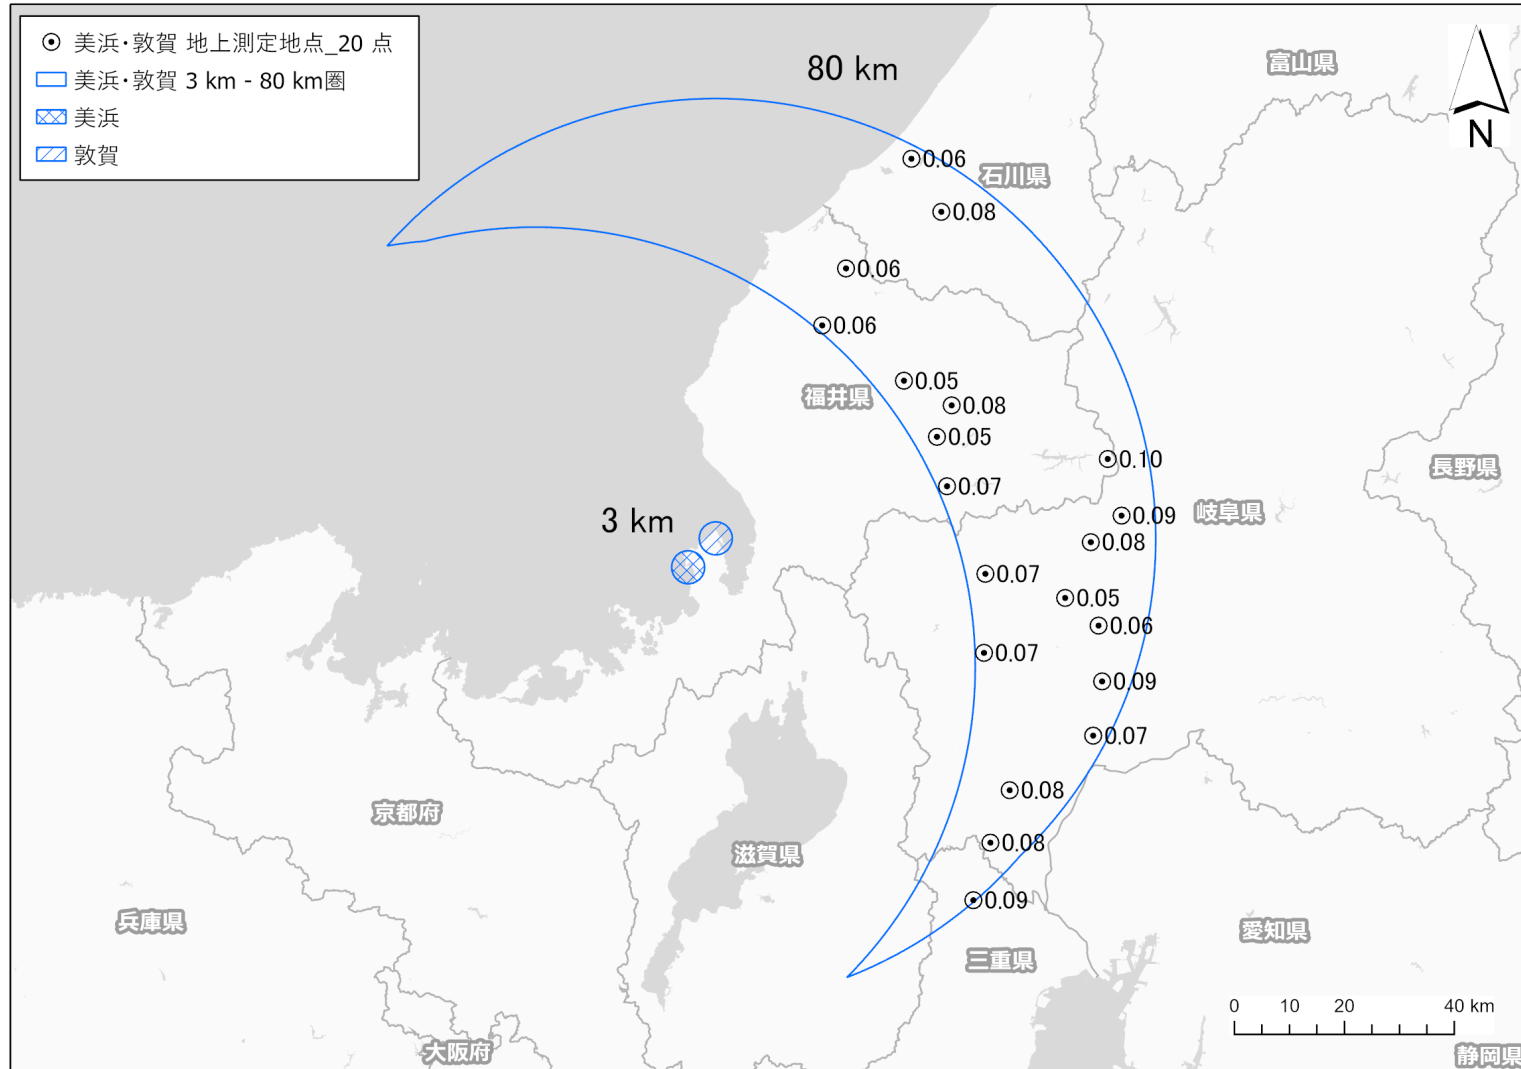 美浜・敦賀 地上測定地点_20 点
美浜・敦賀 3 km - 80 km圏
美浜
敦賀
80 km
富山県
N
0.06
石川県
0.08
0.06
0.06
0.05
福井県
0.08
0.05
0.10
長野県
0.07
0.09
岐阜県
3 km
0.08
0.07
0.05
0.06
0.07
0.09
0.07
0.08
京都府
0.08
滋賀県
0.09
兵庫県
愛知県
三重県
0 10 20 40 km
大阪府
静岡県